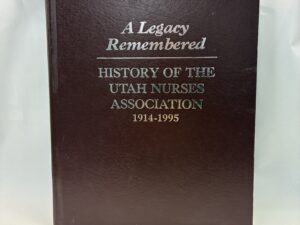 A Legacy
Remembered
HISTORY OF THE
UTAH NURSES
ASSOCIATION
1914-1995